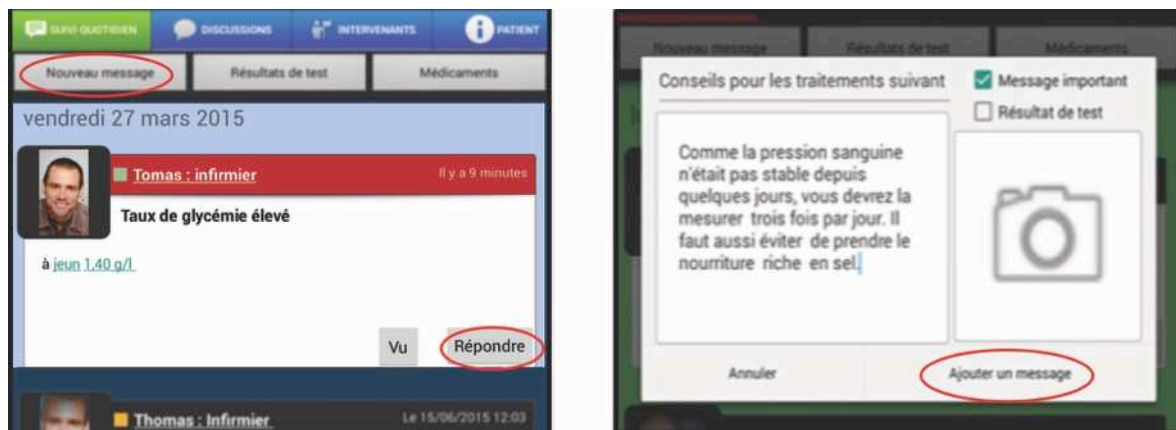 SUIVI QUOTIDIEN
DISCUSSIONS
INTERVENANTS
PATIENT
Nouveau message
Résultats de test
Médicaments
vendredi 27 mars 2015
Tomas : infirmier
Il y a 9 minutes
Taux de glycémie élevé
à jeun 1,40 g/l
Vu
Répondre
Thomas : Infirmier
Le 15/06/2015 12:03
Nouveau message
Résultats de test
Médicaments
Conseils pour les traitements suivant
Message important
Résultat de test
Comme la pression sanguine
n'était pas stable depuis
quelques jours, vous devrez la
mesurer trois fois par jour. Il
faut aussi éviter de prendre le
nourriture riche en sel.
Annuler
Ajouter un message